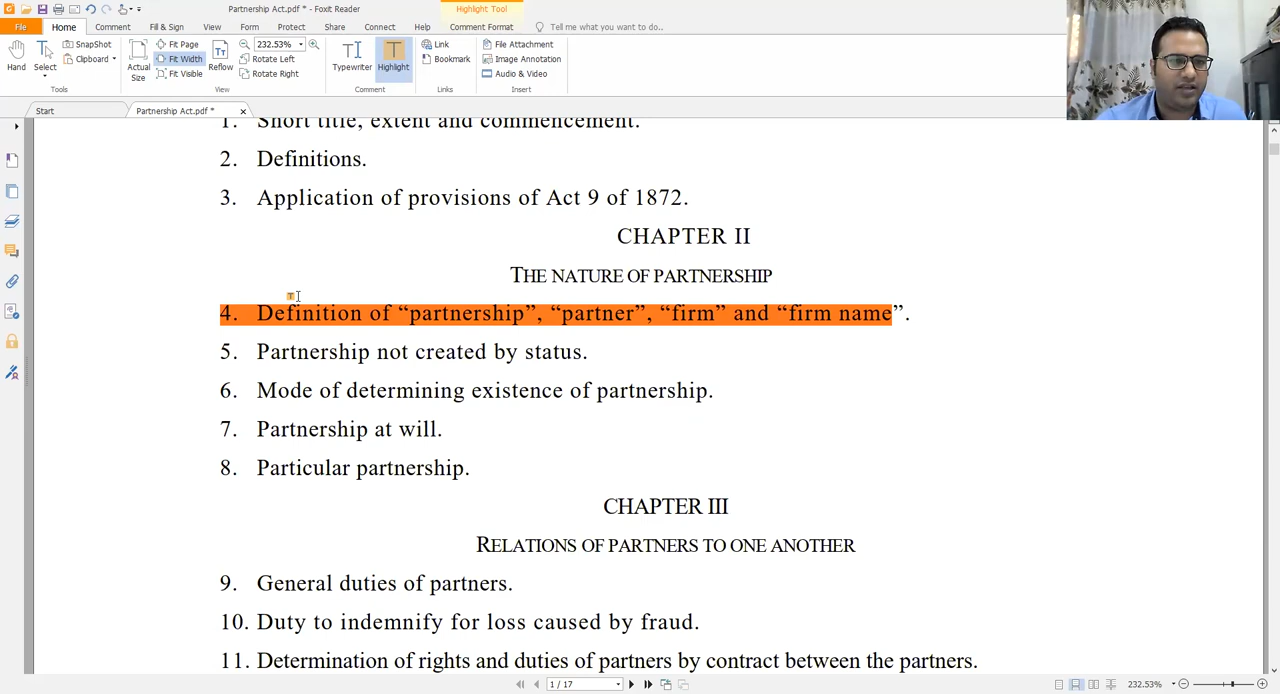 Partnership Act.pdf * - Foxit Reader
Highlight Tool
File Home Comment Fill & Sign View Form Protect Share Connect Help Comment Format Tell me what you want to do..
Hand
Select
SnapShot
Clipboard
Tools
Actual Size
Fit Page
Fit Width
Fit Visible
Reflow
232.53%
Rotate Left
Rotate Right
View
Typewriter
Highlight
Comment
Link
Bookmark
Links
File Attachment
Image Annotation
Audio & Video
Insert
Start
Partnership Act.pdf *
1. Short title, extent and commencement.
2. Definitions.
3. Application of provisions of Act 9 of 1872.
CHAPTER II
THE NATURE OF PARTNERSHIP
4. Definition of “partnership”, “partner”, “firm” and “firm name”.
5. Partnership not created by status.
6. Mode of determining existence of partnership.
7. Partnership at will.
8. Particular partnership.
CHAPTER III
RELATIONS OF PARTNERS TO ONE ANOTHER
9. General duties of partners.
10. Duty to indemnify for loss caused by fraud.
11. Determination of rights and duties of partners by contract between the partners.
1 / 17
232.53%